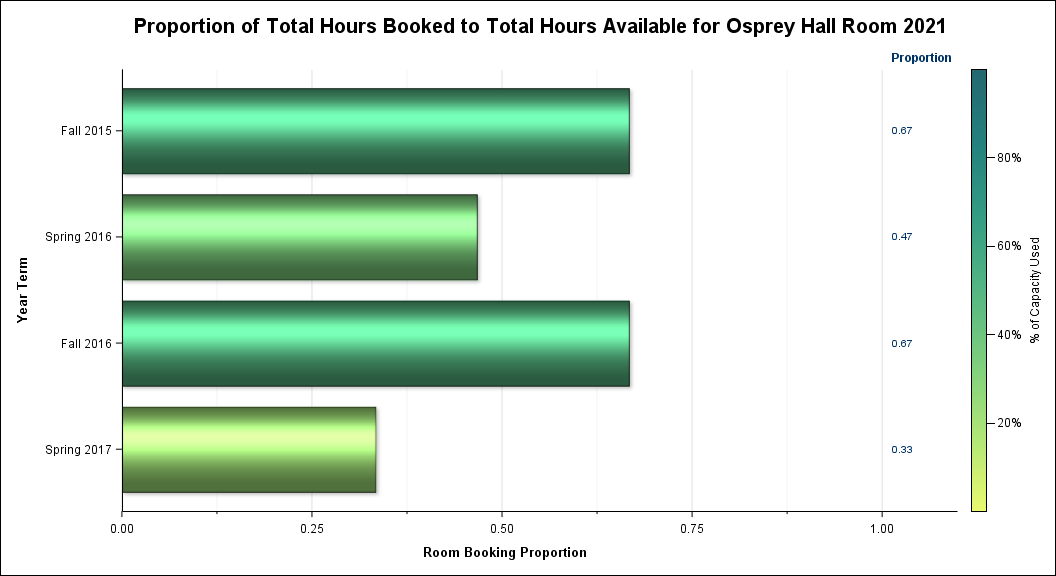 Proportion of Total Hours Booked to Total Hours Available for Osprey Hall Room 2021
Proportion
Fall 2015
0.67
80%
Spring 2016
0.47
60%
% of Capacity Used
Year Term
Fall 2016
0.67
40%
20%
Spring 2017
0.33
0.00
0.25
0.50
0.75
1.00
Room Booking Proportion